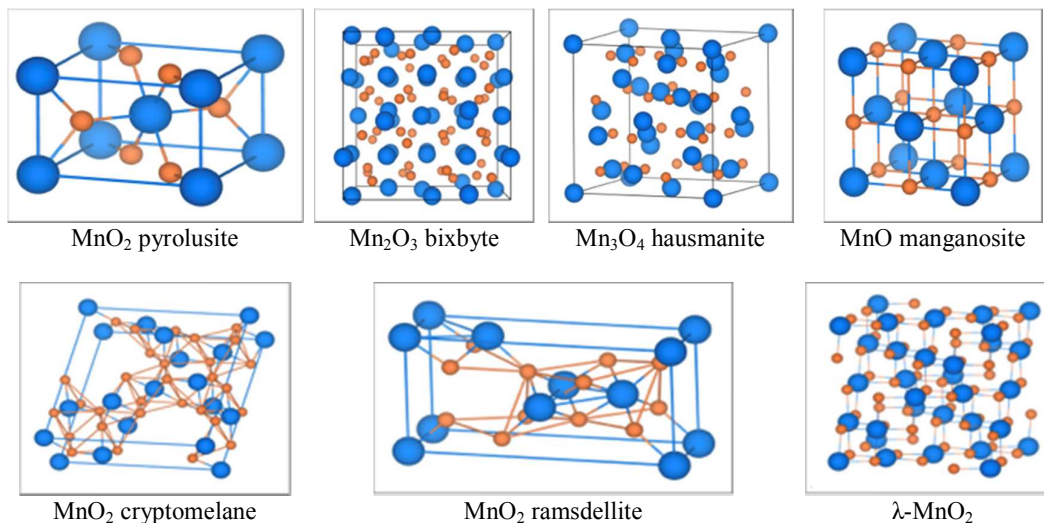 MnO₂ pyrolusite
Mn₂O₃ bixbyte
Mn₃O₄ hausmanite
MnO manganosite
MnO₂ cryptomelane
MnO₂ ramsdellite
λ-MnO₂